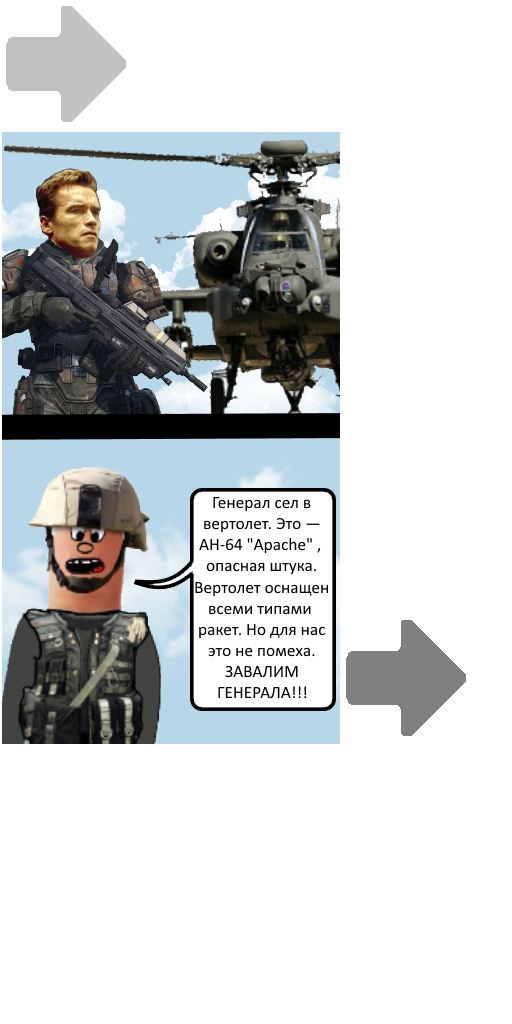 Генерал сел в
вертолет. Это —
АН-64 "Apache" ,
опасная штука.
Вертолет оснащен
всеми типами
ракет. Но для нас
это не помеха.
ЗАВАЛИМ
ГЕНЕРАЛА!!!